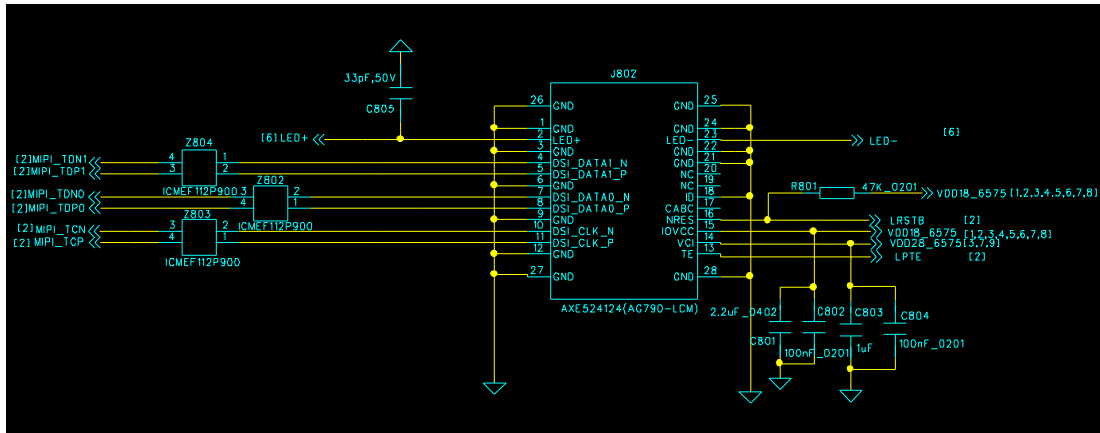 J802
33pF,50V
C805
[6]LED+
26 GND
1 GND
2 LED+
3 GND
4 DSI_DATA1_N
5 DSI_DATA1_P
6 GND
7 DSI_DATA0_N
8 DSI_DATA0_P
9 GND
10 DSI_CLK_N
11 DSI_CLK_P
12 GND
27 GND
GND 25
GND 24
LED- 23
GND 22
GND 21
NC 20
NC 19
ID 18
CABC 17
NRES 16
IOVCC 15
VCI 14
TE 13
GND 28
AXE524124(AG790-LCM)
Z804
[2]MIPI_TDN1 4 1
[2]MIPI_TDP1 3 2
ICMEF112P900
Z802
[2]MIPI_TDN0 3 2
[2]MIPI_TDP0 4 1
ICMEF112P900
Z803
[2]MIPI_TCN 3 2
[2]MIPI_TCP 4 1
ICMEF112P900
LED- [6]
R801 47K_0201 VDD18_6575 [1,2,3,4,5,6,7,8]
LRSTB [2]
VDD18_6575 [1,2,3,4,5,6,7,8]
VDD28_6575[3,7,9]
LPTE [2]
2.2uF_0402 C802 C803 C804
C801 100nF_0201 1uF 100nF_0201